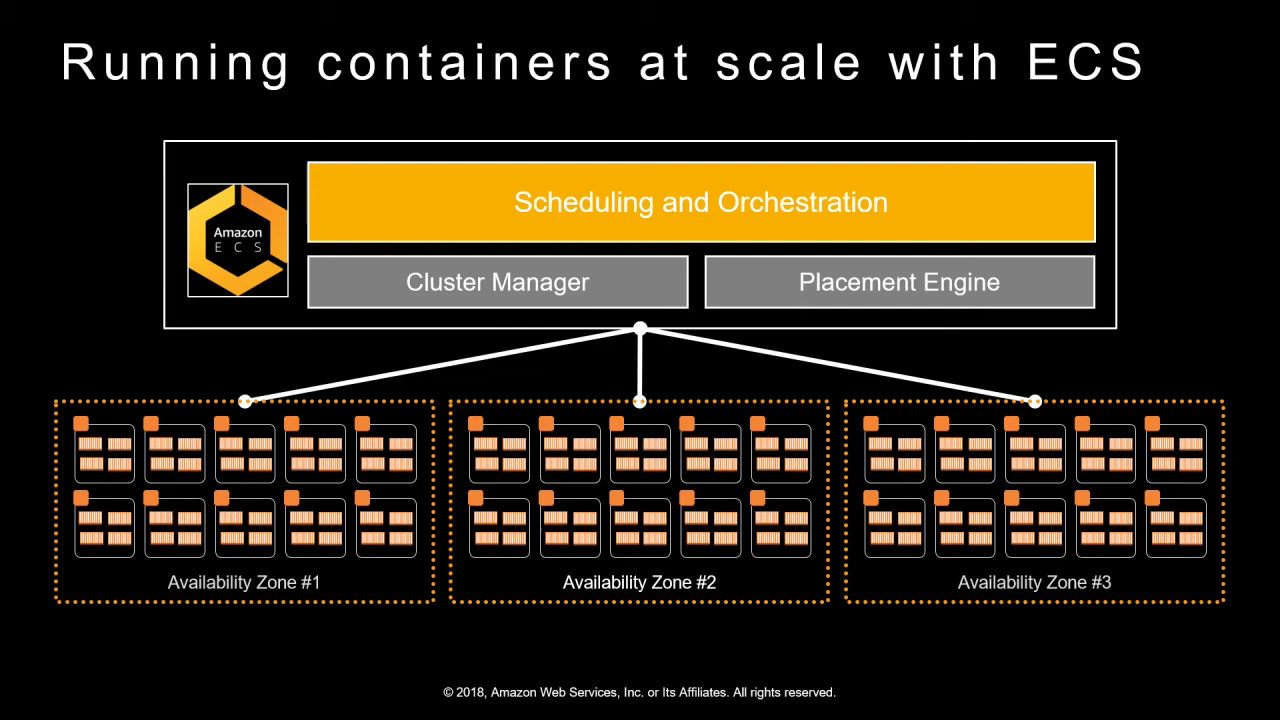 Running containers at scale with ECS
Scheduling and Orchestration
Amazon
ECS
Cluster Manager
Placement Engine
Availability Zone #1
Availability Zone #2
Availability Zone #3
© 2018, Amazon Web Services, Inc. or Its Affiliates. All rights reserved.